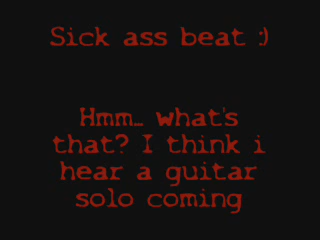 Sick ass beat :)
Hmm... what's
that? I think i
hear a guitar
solo coming